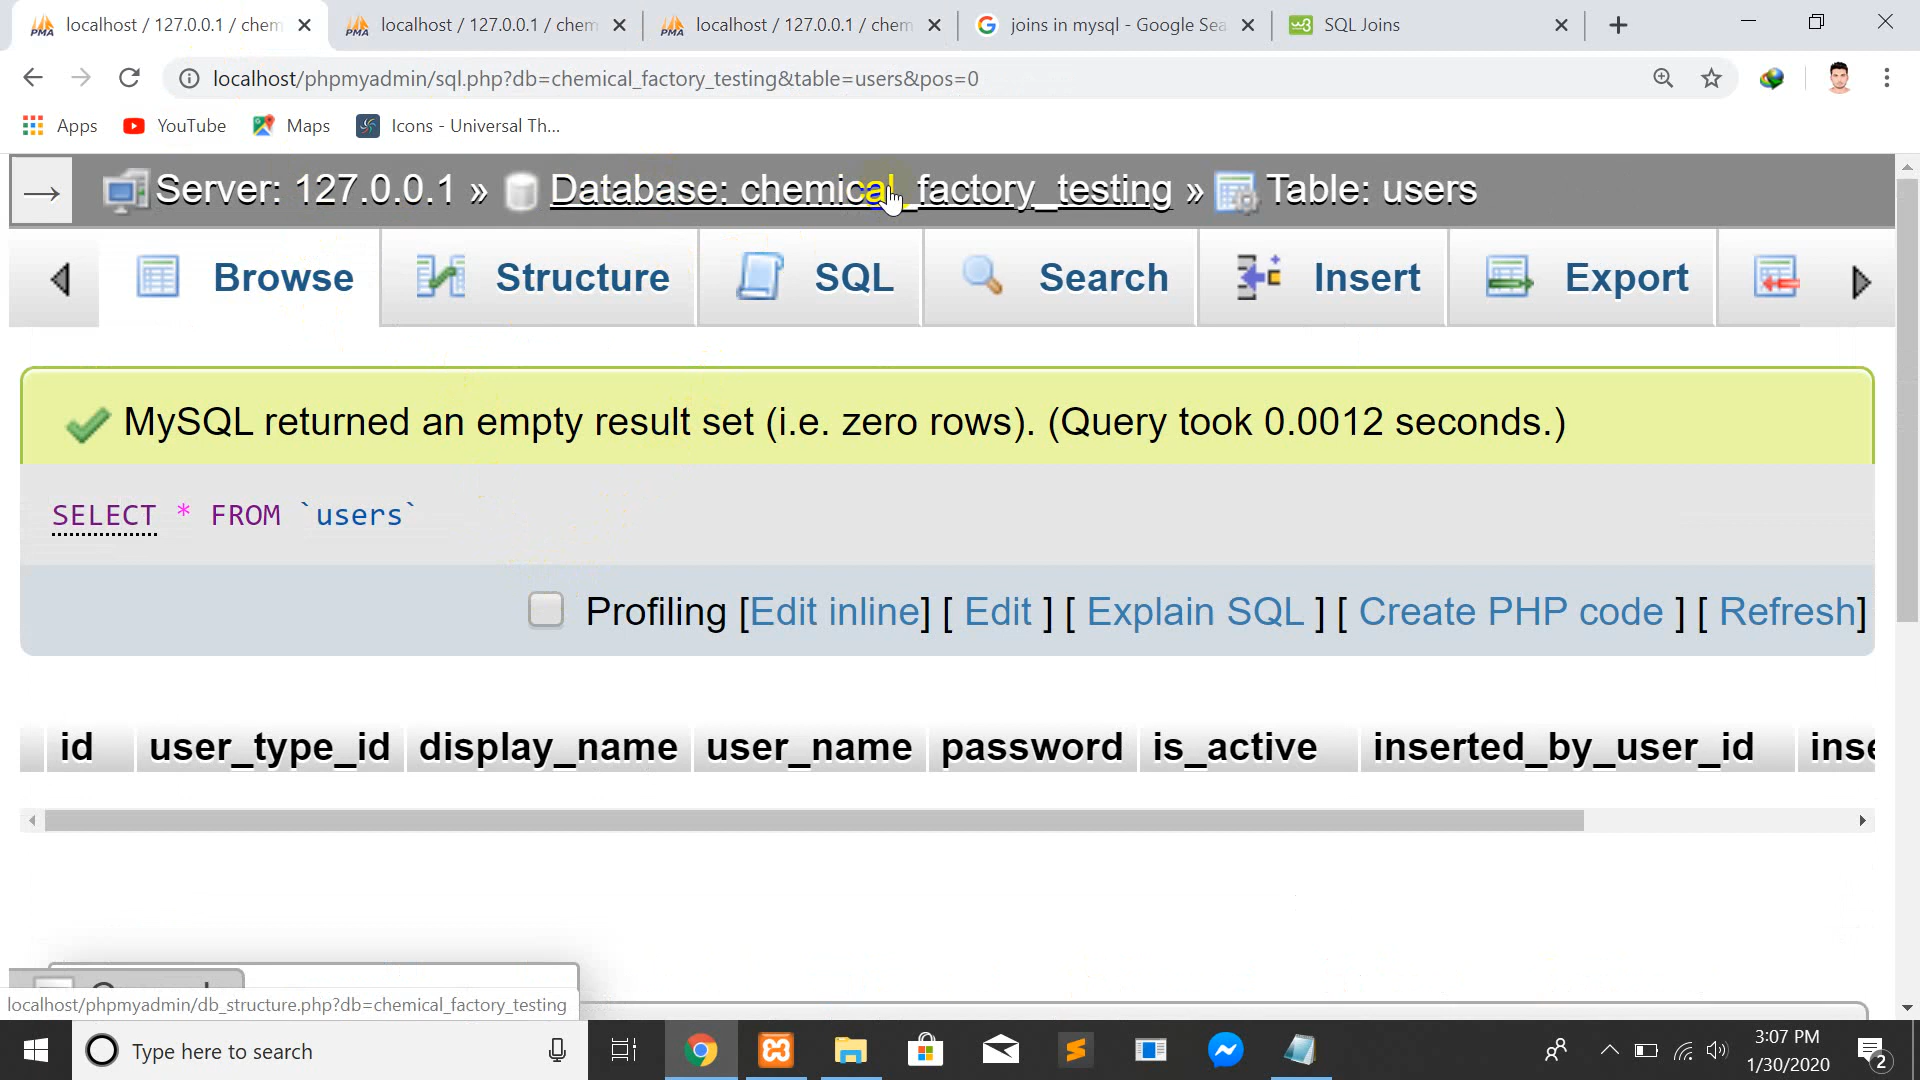 localhost / 127.0.0.1 / chem
localhost / 127.0.0.1 / chem
localhost / 127.0.0.1 / chem
joins in mysql - Google Sea
SQL Joins
localhost/phpmyadmin/sql.php?db=chemical_factory_testing&table=users&pos=0
Apps
YouTube
Maps
Icons - Universal Th...
Server: 127.0.0.1 » Database: chemical_factory_testing » Table: users
Browse
Structure
SQL
Search
Insert
Export
MySQL returned an empty result set (i.e. zero rows). (Query took 0.0012 seconds.)
SELECT * FROM `users`
Profiling [Edit inline] [ Edit ] [ Explain SQL ] [ Create PHP code ] [ Refresh]
id user_type_id display_name user_name password is_active inserted_by_user_id inse
localhost/phpmyadmin/db_structure.php?db=chemical_factory_testing
Type here to search
3:07 PM
1/30/2020
2